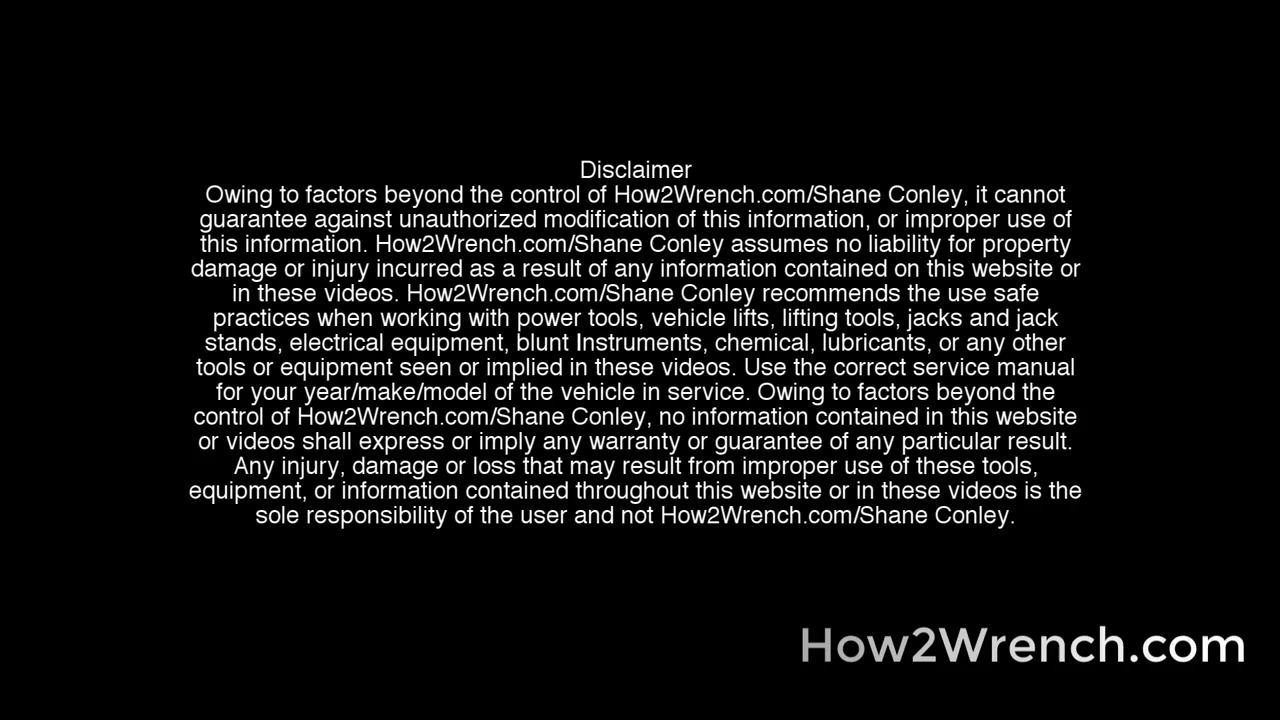 Disclaimer
Owing to factors beyond the control of How2Wrench.com/Shane Conley, it cannot
guarantee against unauthorized modification of this information, or improper use of
this information. How2Wrench.com/Shane Conley assumes no liability for property
damage or injury incurred as a result of any information contained on this website or
in these videos. How2Wrench.com/Shane Conley recommends the use safe
practices when working with power tools, vehicle lifts, lifting tools, jacks and jack
stands, electrical equipment, blunt Instruments, chemical, lubricants, or any other
tools or equipment seen or implied in these videos. Use the correct service manual
for your year/make/model of the vehicle in service. Owing to factors beyond the
control of How2Wrench.com/Shane Conley, no information contained in this website
or videos shall express or imply any warranty or guarantee of any particular result.
Any injury, damage or loss that may result from improper use of these tools,
equipment, or information contained throughout this website or in these videos is the
sole responsibility of the user and not How2Wrench.com/Shane Conley.
How2Wrench.com